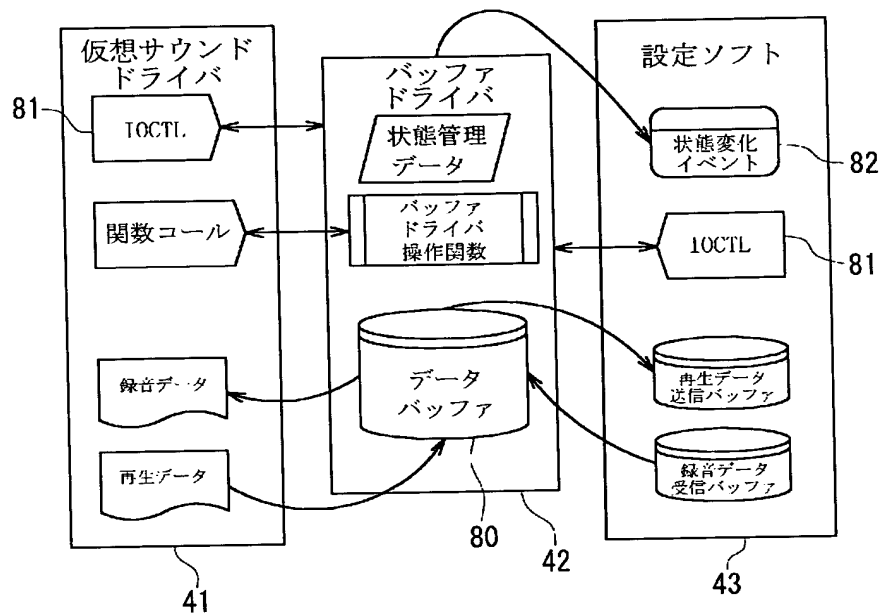 仮想サウンド
ドライバ
81
IOCTL
関数コール
録音データ
再生データ
41
バッファ
ドライバ
状態管理
データ
バッファ
ドライバ
操作関数
データ
バッファ
80
42
設定ソフト
状態変化
イベント
82
IOCTL
81
再生データ
送信バッファ
録音データ
受信バッファ
43